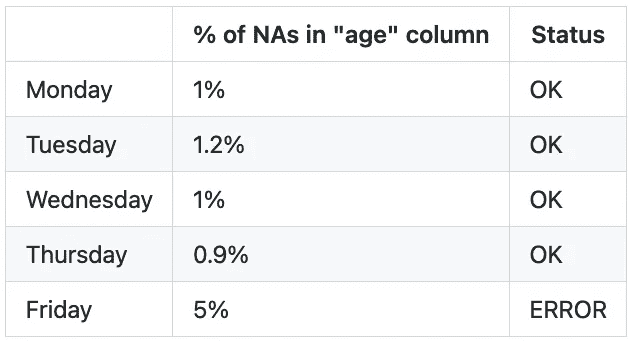 % of NAs in "age" column Status
Monday 1% OK
Tuesday 1.2% OK
Wednesday 1% OK
Thursday 0.9% OK
Friday 5% ERROR